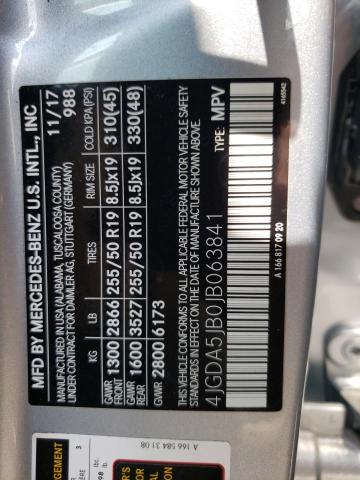 MFD BY MERCEDES-BENZ U.S. INTL., INC
MANUFACTURED IN USA (ALABAMA, TUSCALOOSA COUNTY)
UNDER CONTRACT FOR DAIMLER AG, STUTTGART (GERMANY)
11/17
988
KG LB TIRES RIM SIZE COLD KPA/(PSI)
GAWR FRONT 1300 2866 255/50 R19 8.5Jx19 310(45)
GAWR REAR 1600 3527 255/50 R19 8.5Jx19 330(48)
GVWR 2800/6173
THIS VEHICLE CONFORMS TO ALL APPLICABLE FEDERAL MOTOR VEHICLE SAFETY
STANDARDS IN EFFECT ON THE DATE OF MANUFACTURE SHOWN ABOVE.
4JGDA5JB0JB063841 TYPE: MPV
A 166 817 09 20
4165542
A 166 584 31 08
3